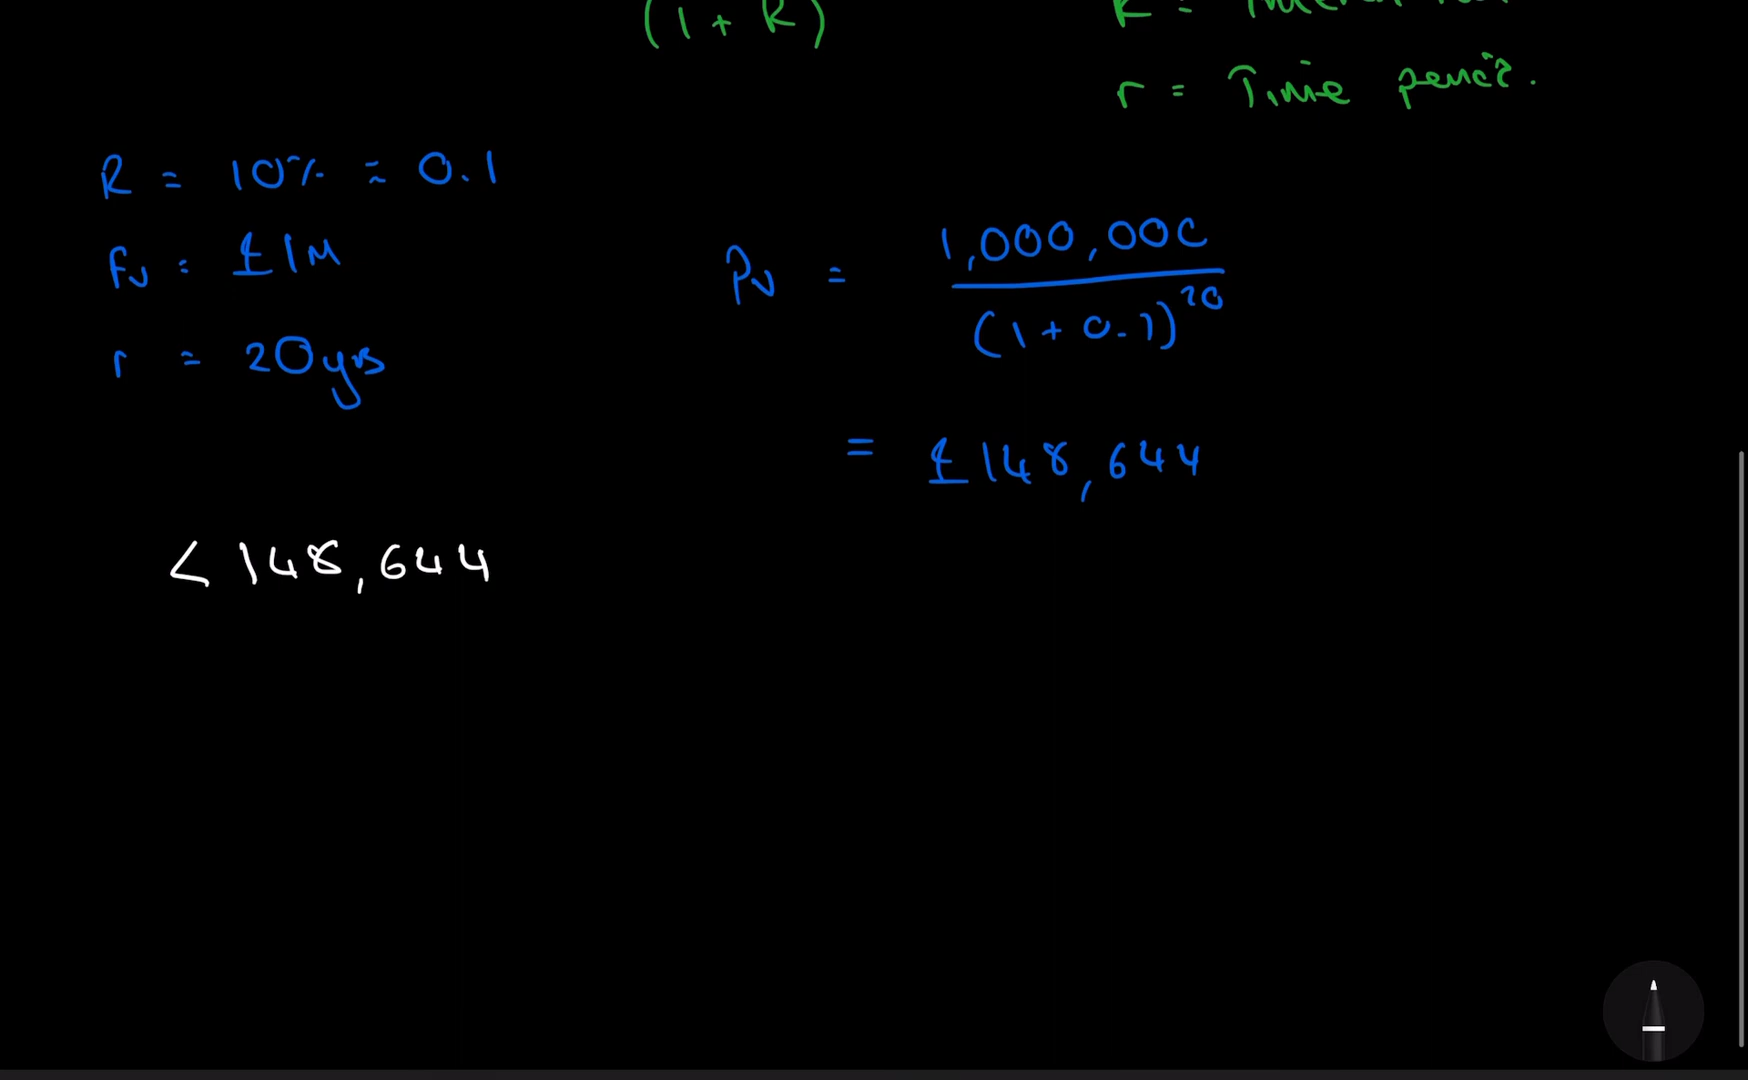 (1 + R)
r = Time period.
R = 10% = 0.1
Fv = £1M
r = 20yrs
Pv = 1,000,000
(1 + 0.1)^20
= £148,644
< 148,644